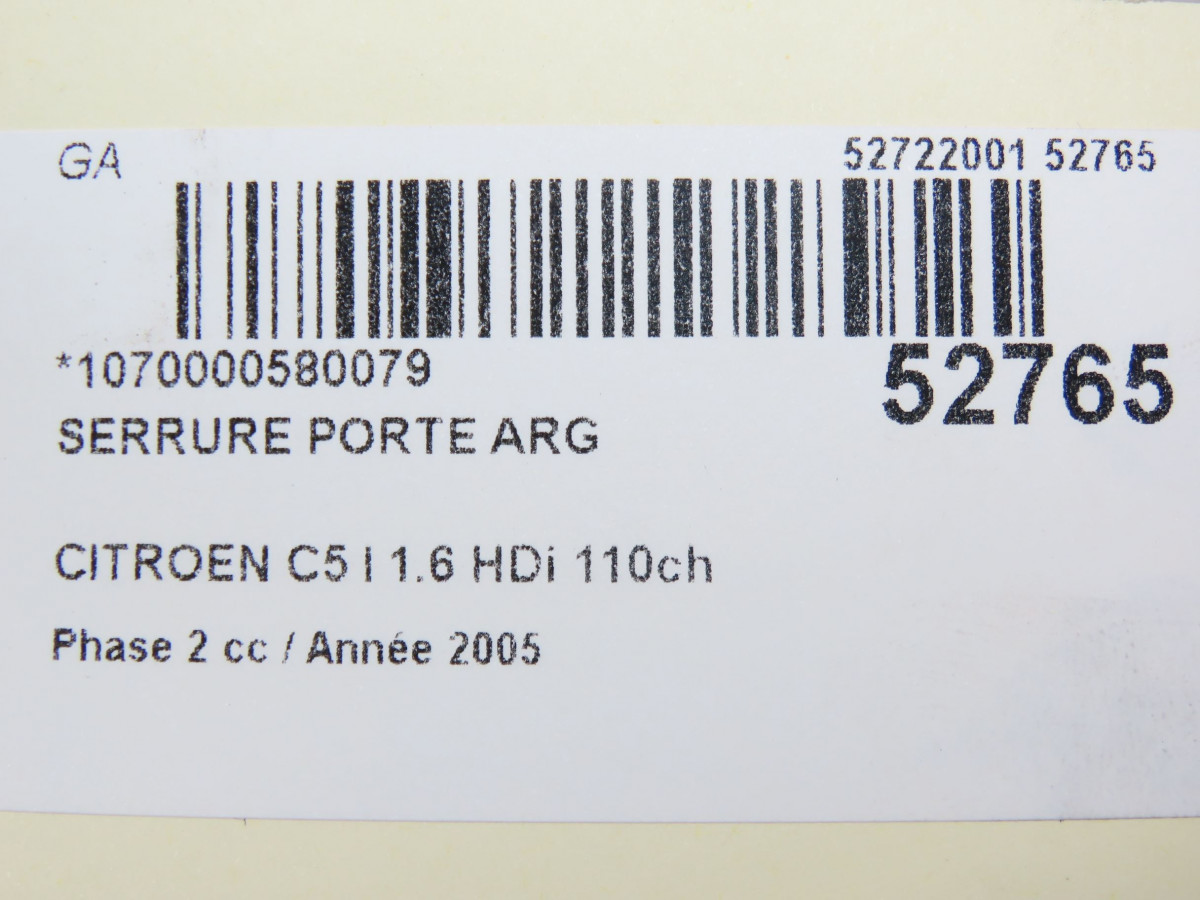 GA 52722001 52765
*1070000580079
52765
SERRURE PORTE ARG
CITROEN C5 I 1.6 HDi 110ch
Phase 2 cc / Année 2005